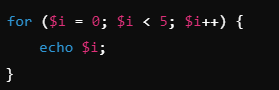 for ($i = 0; $i < 5; $i++) {
    echo $i;
}